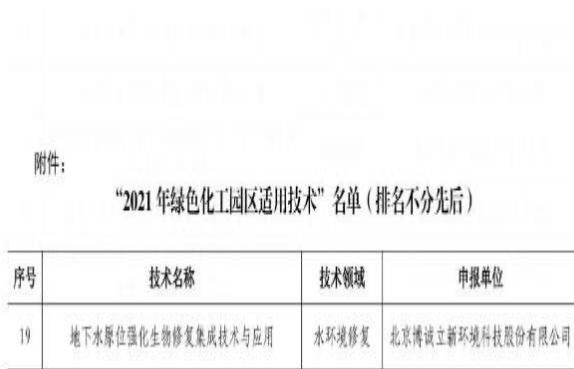 附件：
“2021年绿色化工园区适用技术”名单（排名不分先后）
序号 技术名称 技术领域 申报单位
19 地下水原位强化生物修复集成技术与应用 水环境修复 北京博诚立新环境科技股份有限公司